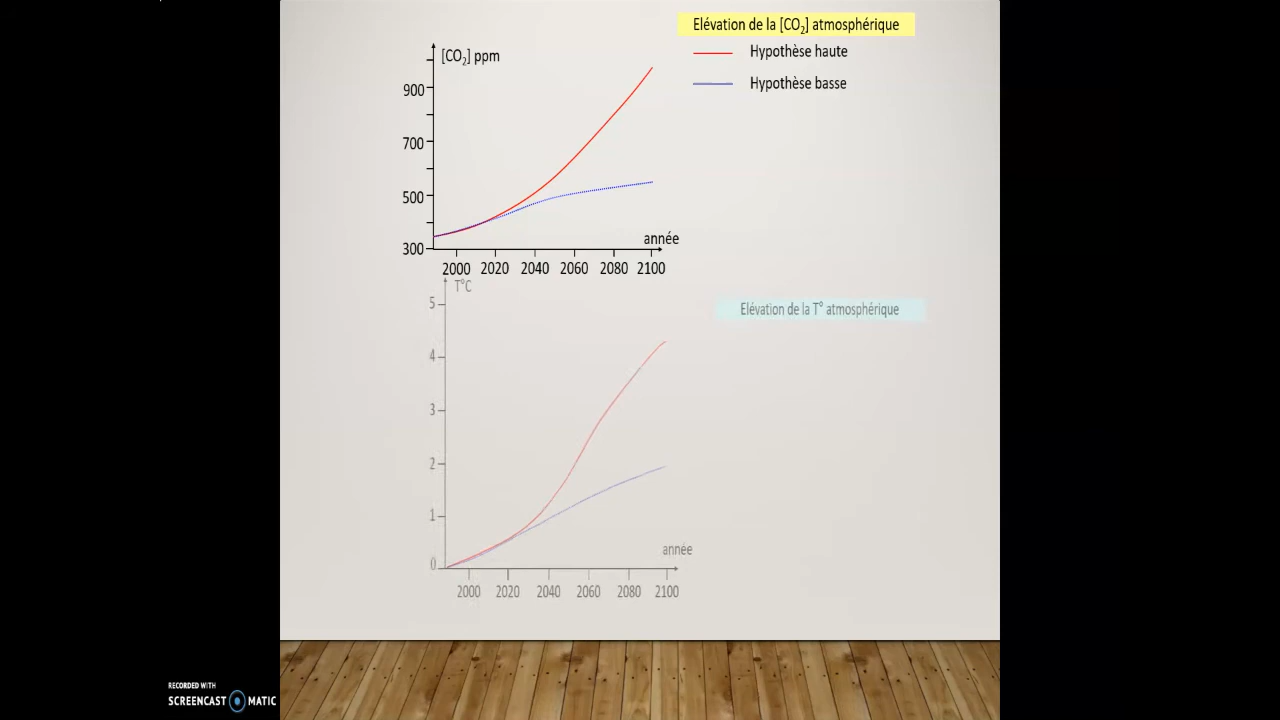 Elévation de la [CO2] atmosphérique
[CO2] ppm
Hypothèse haute
Hypothèse basse
900
700
500
300
année
2000 2020 2040 2060 2080 2100
T°C
5
4
3
2
1
0
Elévation de la T° atmosphérique
année
2000 2020 2040 2060 2080 2100
RECORDED WITH
SCREENCAST MATIC